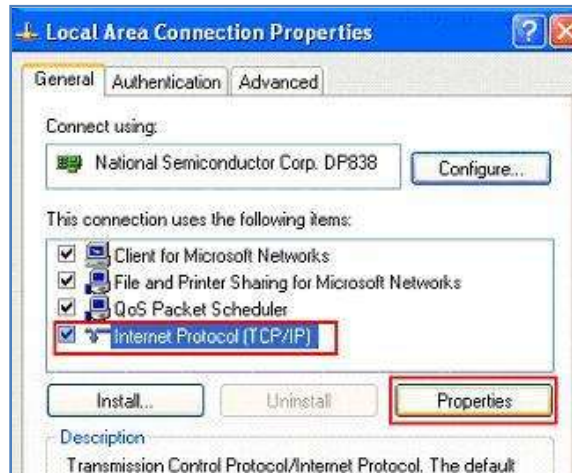 Local Area Connection Properties
General Authentication Advanced
Connect using:
National Semiconductor Corp. DP838 Configure...
This connection uses the following items:
Client for Microsoft Networks
File and Printer Sharing for Microsoft Networks
QoS Packet Scheduler
Internet Protocol (TCP/IP)
Install... Uninstall Properties
Description
Transmission Control Protocol/Internet Protocol. The default